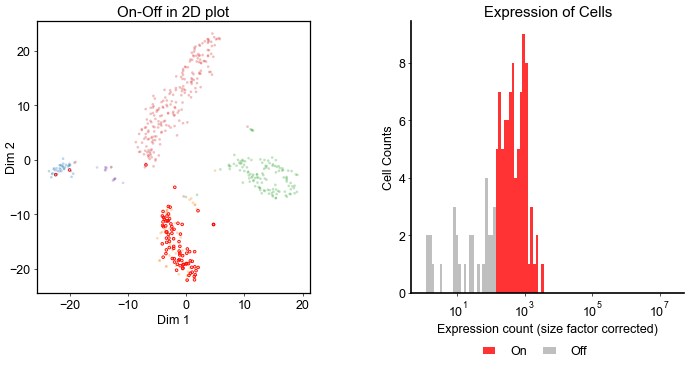 On-Off in 2D plot
Dim 2
20
10
0
−10
−20
−20 −10 0 10 20
Dim 1
Expression of Cells
Cell Counts
8
6
4
2
0
10^1 10^3 10^5 10^7
Expression count (size factor corrected)
On Off